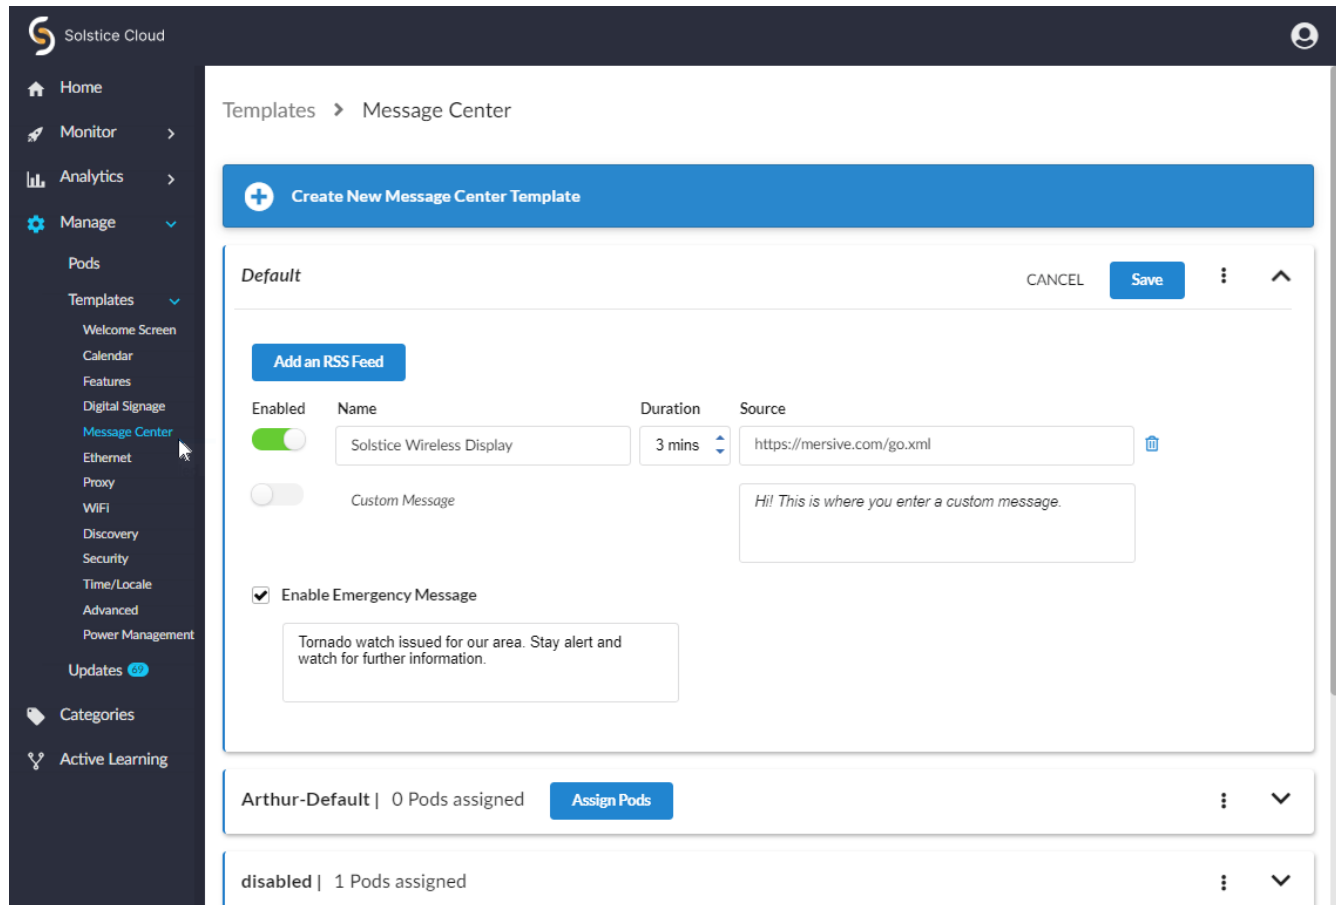 Solstice Cloud
Home
Monitor
Analytics
Manage
Pods
Templates
Welcome Screen
Calendar
Features
Digital Signage
Message Center
Ethernet
Proxy
WiFi
Discovery
Security
Time/Locale
Advanced
Power Management
Updates 69
Categories
Active Learning
Templates > Message Center
Create New Message Center Template
Default
CANCEL Save
Add an RSS Feed
Enabled Name Duration Source
Solstice Wireless Display 3 mins https://mersive.com/go.xml
Custom Message Hi! This is where you enter a custom message.
Enable Emergency Message
Tornado watch issued for our area. Stay alert and
watch for further information.
Arthur-Default | 0 Pods assigned Assign Pods
disabled | 1 Pods assigned